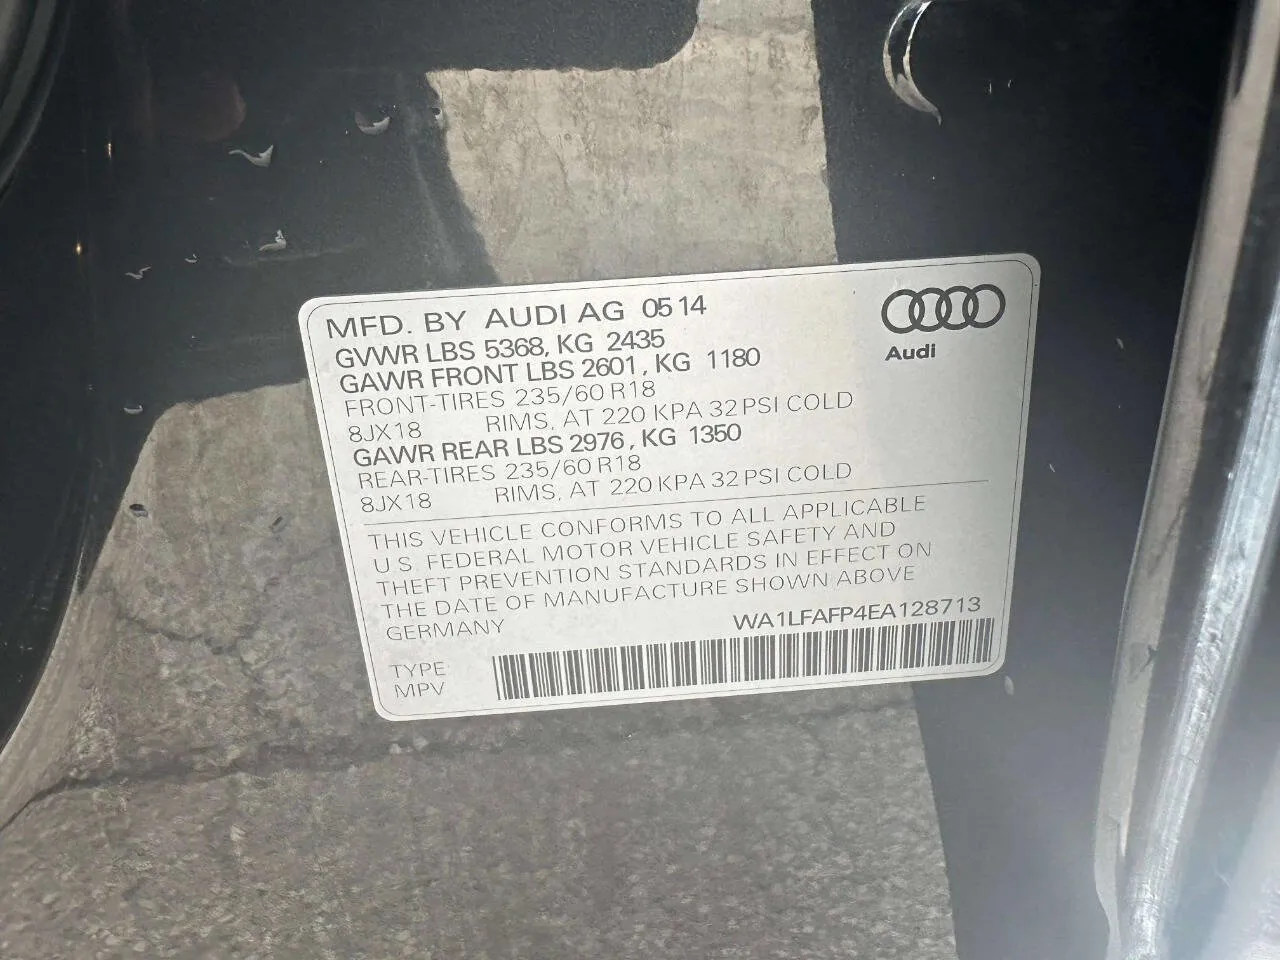 MFD. BY AUDI AG 05 14
GVWR LBS 5368, KG 2435
GAWR FRONT LBS 2601, KG 1180
FRONT-TIRES 235/60 R18
8JX18 RIMS, AT 220 KPA 32 PSI COLD
GAWR REAR LBS 2976, KG 1350
REAR-TIRES 235/60 R18
8JX18 RIMS, AT 220 KPA 32 PSI COLD
Audi
THIS VEHICLE CONFORMS TO ALL APPLICABLE
U.S. FEDERAL MOTOR VEHICLE SAFETY AND
THEFT PREVENTION STANDARDS IN EFFECT ON
THE DATE OF MANUFACTURE SHOWN ABOVE
GERMANY WA1LFAFP4EA128713
TYPE:
MPV